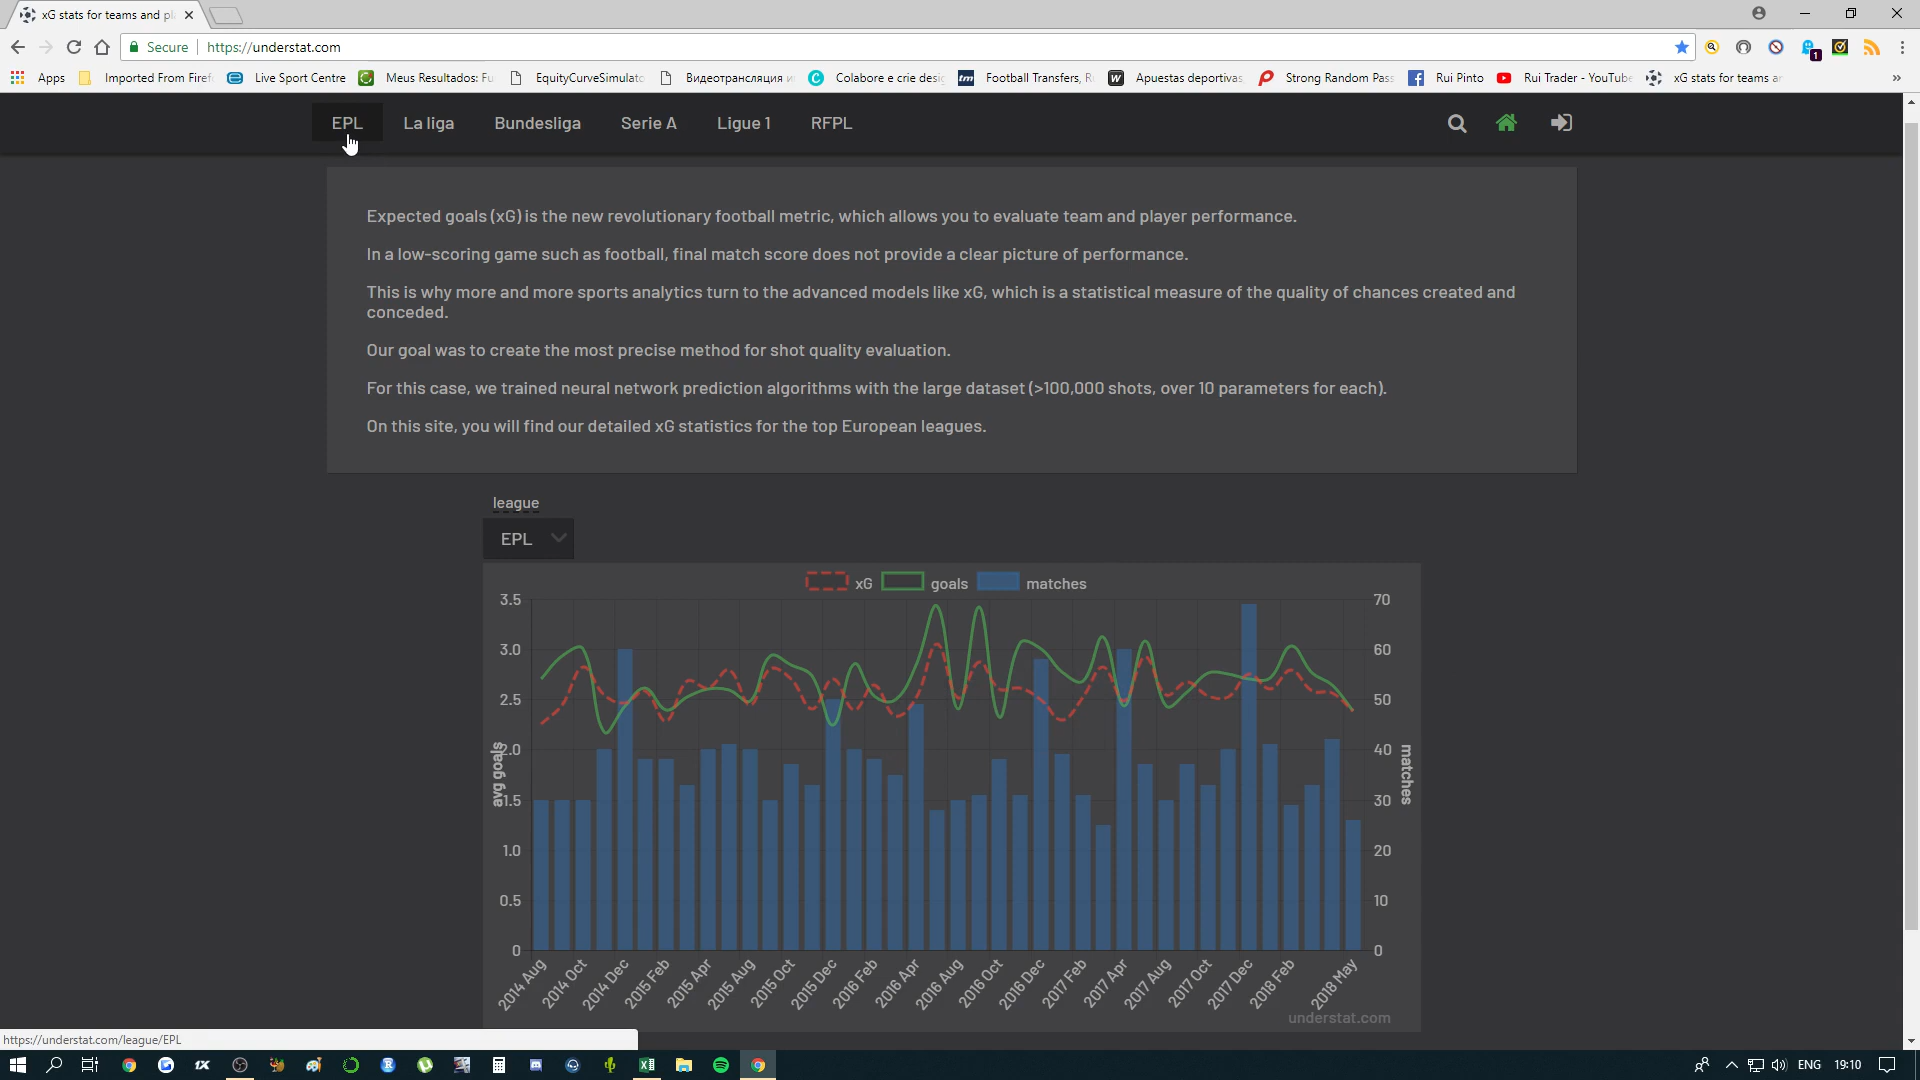 xG stats for teams and pl
Secure
https://understat.com
1
Apps
Imported From Firef
Live Sport Centre
Meus Resultados: Fu
EquityCurveSimulato
Видеотрансляция и
Colabore e crie desig
tm
Football Transfers, Ru
W
Apuestas deportivas
Strong Random Pass
Rui Pinto
Rui Trader - YouTube
xG stats for teams an
»
EPL
La liga
Bundesliga
Serie A
Ligue 1
RFPL
Expected goals (xG) is the new revolutionary football metric, which allows you to evaluate team and player performance.
In a low-scoring game such as football, final match score does not provide a clear picture of performance.
This is why more and more sports analytics turn to the advanced models like xG, which is a statistical measure of the quality of chances created and
conceded.
Our goal was to create the most precise method for shot quality evaluation.
For this case, we trained neural network prediction algorithms with the large dataset (>100,000 shots, over 10 parameters for each).
On this site, you will find our detailed xG statistics for the top European leagues.
league
EPL
xG
goals
matches
3.5
3.0
2.5
2.0
1.5
1.0
0.5
0
avg goals
70
60
50
40
30
20
10
0
matches
2014 Aug
2014 Oct
2014 Dec
2015 Feb
2015 Apr
2015 Aug
2015 Oct
2015 Dec
2016 Feb
2016 Apr
2016 Aug
2016 Oct
2016 Dec
2017 Feb
2017 Apr
2017 Aug
2017 Oct
2017 Dec
2018 Feb
2018 May
understat.com
https://understat.com/league/EPL
1X
R
ENG
19:10